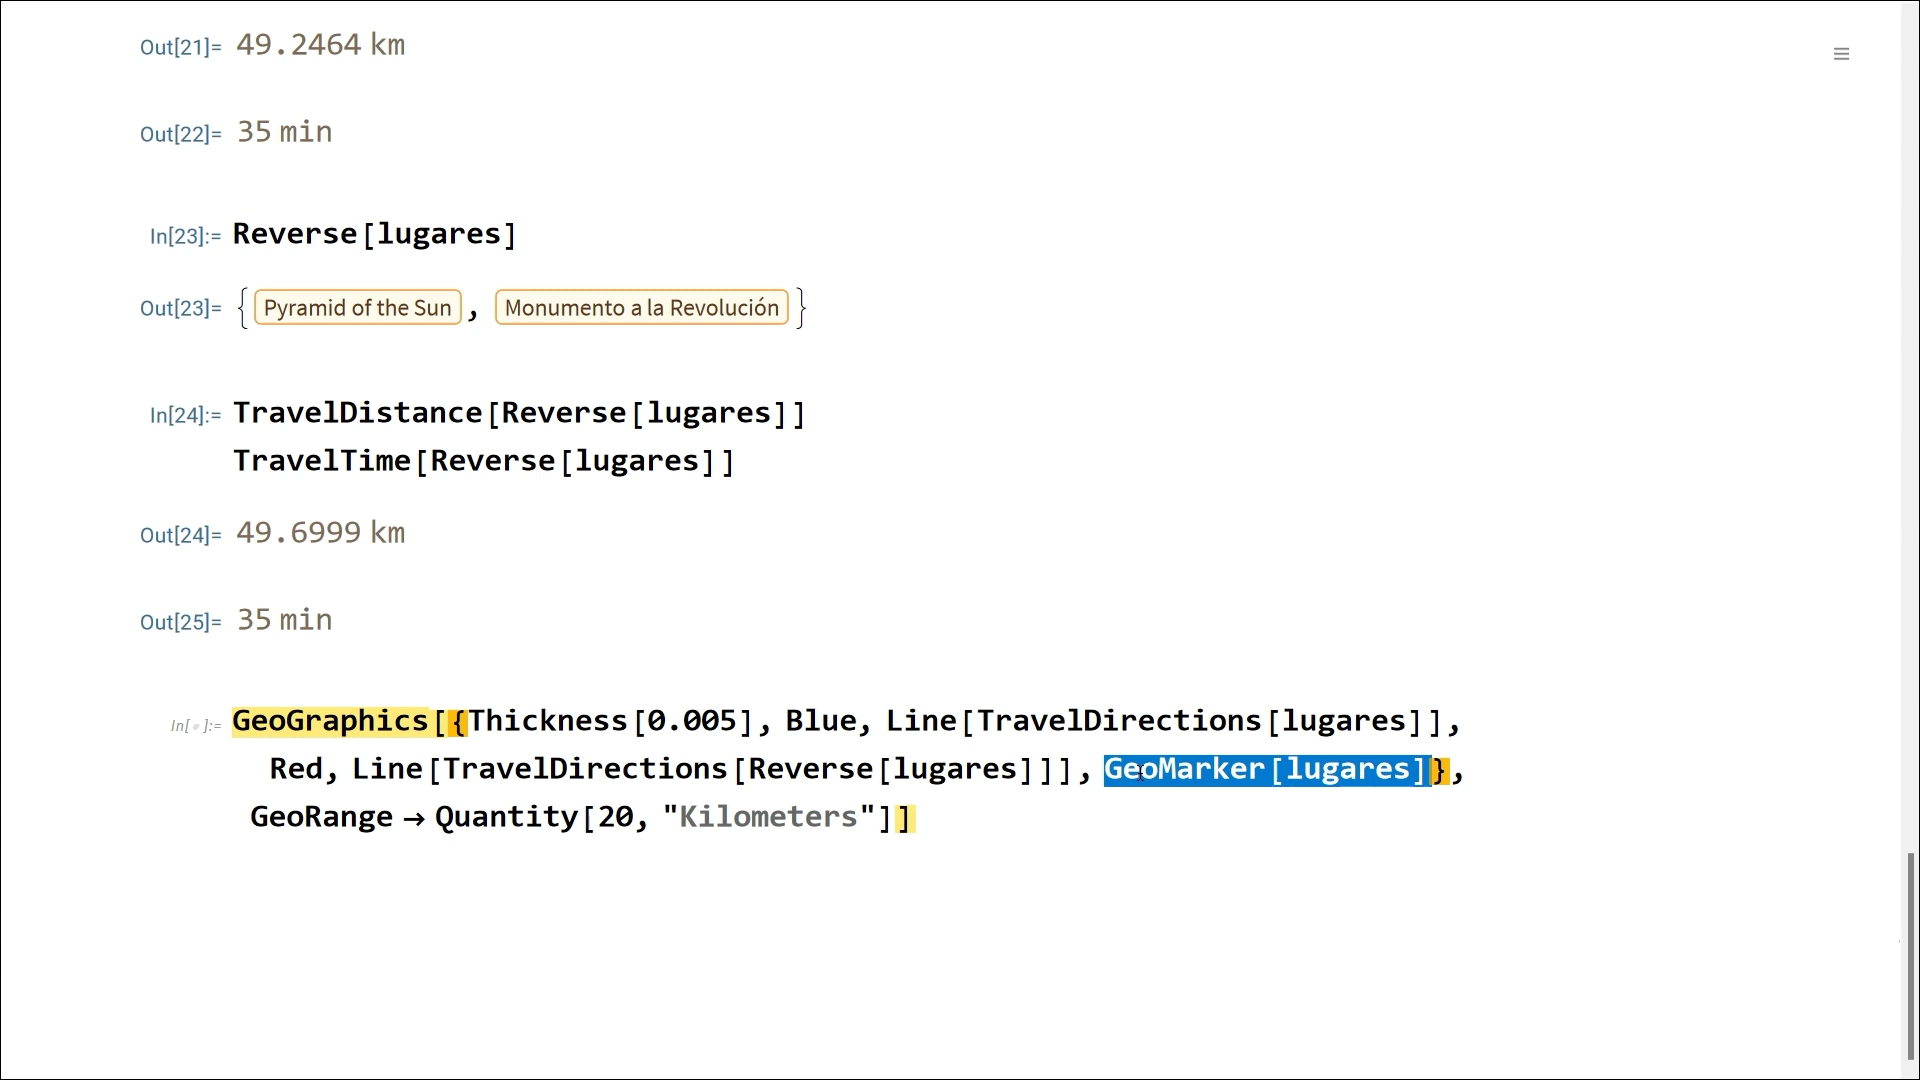 Out[21]= 49.2464 km
Out[22]= 35 min
In[23]:= Reverse[lugares]
Out[23]= {Pyramid of the Sun, Monumento a la Revolución}
In[24]:= TravelDistance[Reverse[lugares]]
TravelTime[Reverse[lugares]]
Out[24]= 49.6999 km
Out[25]= 35 min
In[ ]:= GeoGraphics[{Thickness[0.005], Blue, Line[TravelDirections[lugares]],
Red, Line[TravelDirections[Reverse[lugares]]], GeoMarker[lugares]},
GeoRange → Quantity[20, "Kilometers"]]